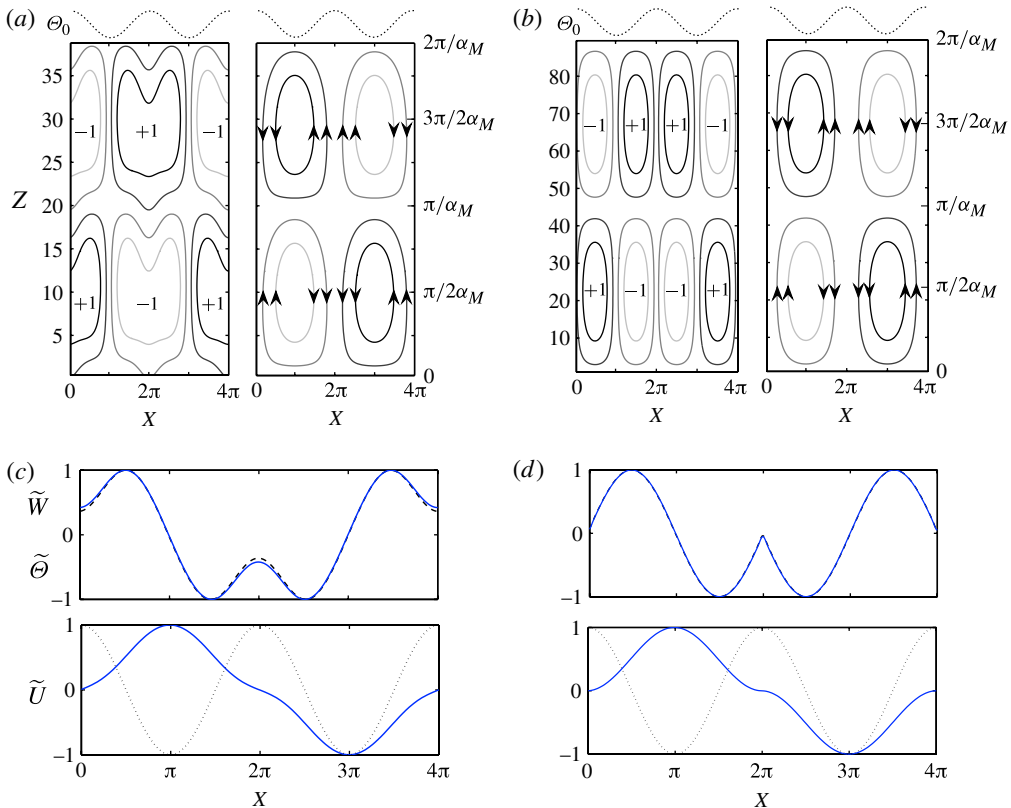 (a) Θ0
2π/αM
35
30
−1 +1 −1
3π/2αM
25
Z 20
π/αM
15
10
+1 −1 +1
π/2αM
5
0
0 2π 4π
X
0 2π 4π
X
(b) Θ0
2π/αM
80
70
−1 +1 +1 −1
3π/2αM
60
50
π/αM
40
30
20
+1 −1 −1 +1
π/2αM
10
0
0 2π 4π
X
0 2π 4π
X
(c)
1
W̃
0
Θ̃
−1
1
Ũ 0
−1
0 π 2π 3π 4π
X
(d)
1
0
−1
1
0
−1
0 π 2π 3π 4π
X